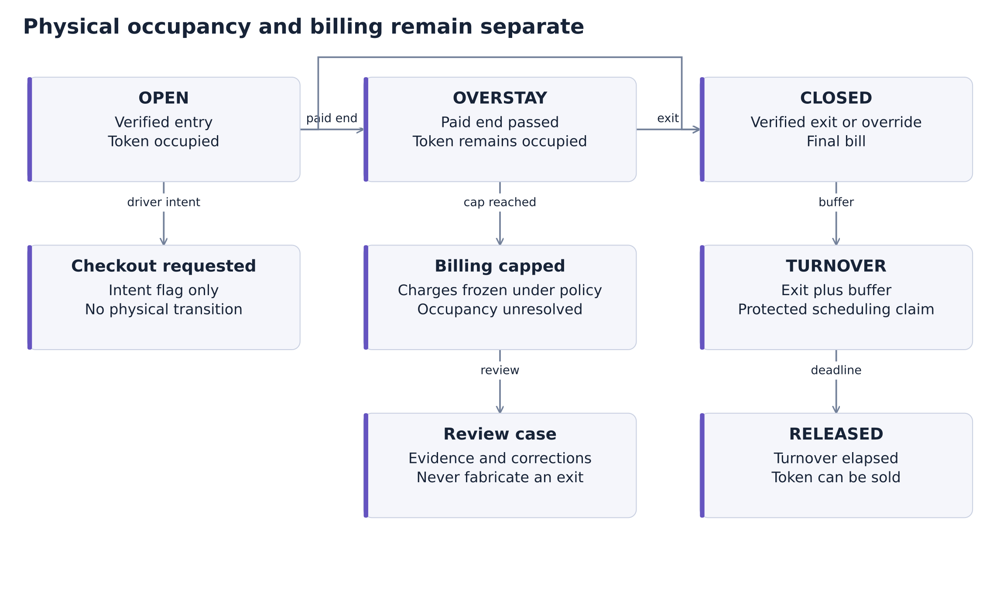 Physical occupancy and billing remain separate
OPEN
Verified entry
Token occupied
paid end
OVERSTAY
Paid end passed
Token remains occupied
exit
CLOSED
Verified exit or override
Final bill
driver intent
cap reached
buffer
Checkout requested
Intent flag only
No physical transition
Billing capped
Charges frozen under policy
Occupancy unresolved
TURNOVER
Exit plus buffer
Protected scheduling claim
review
deadline
Review case
Evidence and corrections
Never fabricate an exit
RELEASED
Turnover elapsed
Token can be sold